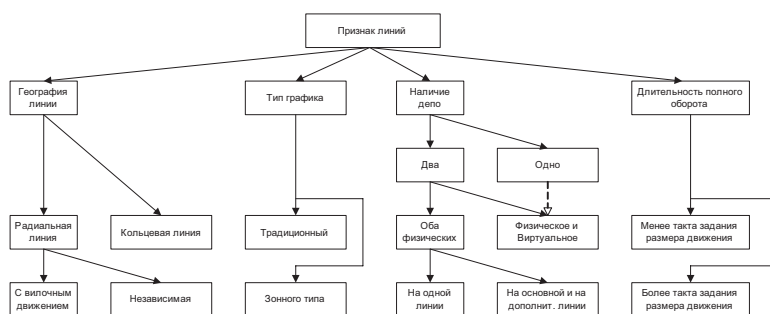 Признак линий
География
линии
Тип графика
Наличие
депо
Длительность полного
оборота
Два
Одно
Радиальная
линия
Кольцевая линия
Традиционный
Оба
физических
Физическое и
Виртуальное
Менее такта задания
размера движения
С вилочным
движением
Независимая
Зонного типа
На одной
линии
На основной и на
дополнит. линии
Более такта задания
размера движения